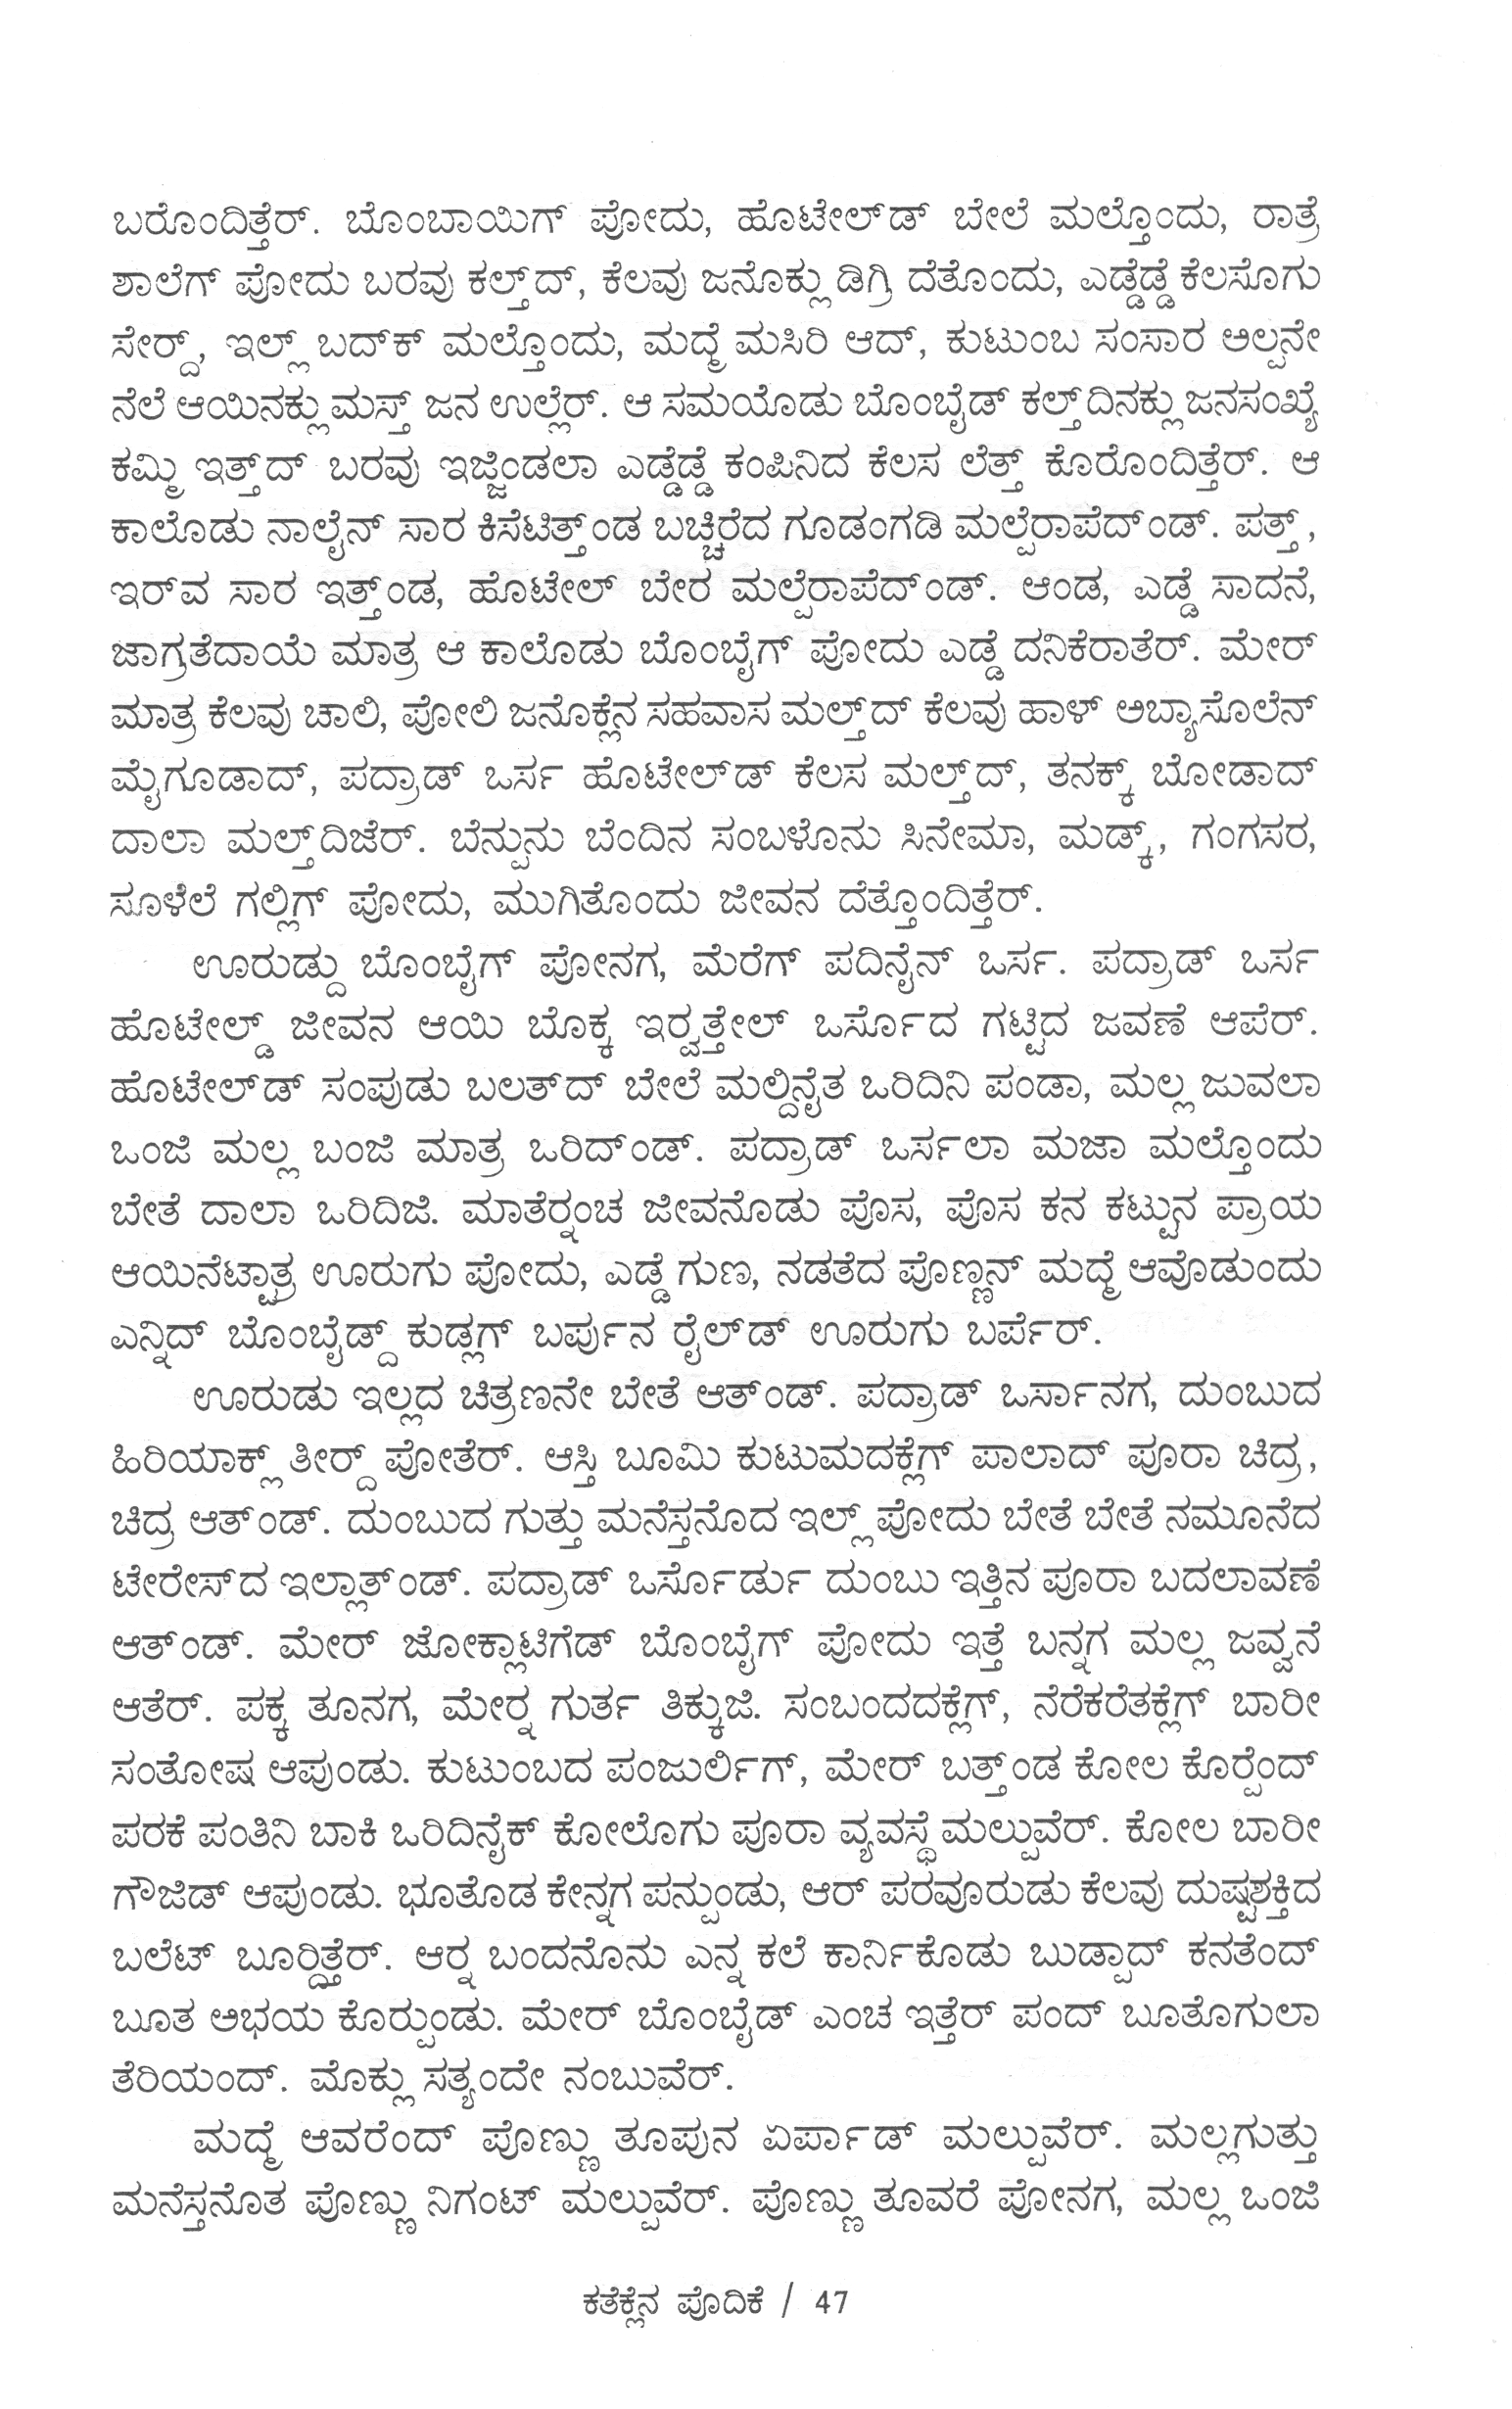 ಬರೊಂದಿತ್ತೆರ್. ಬೊಂಬಾಯಿಗ್ ಪೋದು, ಹೊಟೇಲ್‌ಡ್ ಬೇಲೆ ಮಲ್ತೊಂದು, ರಾತ್ರೆ
ಶಾಲೆಗ್ ಪೋದು ಬರವು ಕಲ್ತ್‌ದ್, ಕೆಲವು ಜನೊಕ್ಲು ಡಿಗ್ರಿ ದೆತೊಂದು, ಎಡ್ಡೆಡ್ಡೆ ಕೆಲಸೊಗು
ಸೇರ್‍ದ್, ಇಲ್ಲ್ ಬದ್‌ಕ್ ಮಲ್ತೊಂದು, ಮದ್ಮೆ ಮಸಿರಿ ಆದ್, ಕುಟುಂಬ ಸಂಸಾರ ಅಲ್ಪನೇ
ನೆಲೆ ಆಯಿನಕ್ಲು ಮಸ್ತ್ ಜನ ಉಲ್ಲೆರ್. ಆ ಸಮಯೊಡು ಬೊಂಬೈಡ್ ಕಲ್ತ್‌ದಿನಕ್ಲು ಜನಸಂಖ್ಯೆ
ಕಮ್ಮಿ ಇತ್ತ್‌ದ್ ಬರವು ಇಜ್ಜಿಂಡಲಾ ಎಡ್ಡೆಡ್ಡೆ ಕಂಪಿನಿದ ಕೆಲಸ ಲೆತ್ತ್ ಕೊರೊಂದಿತ್ತೆರ್. ಆ
ಕಾಲೊಡು ನಾಲೈನ್ ಸಾರ ಕಿಸೆಟಿತ್ತ್‌ಂಡ ಬಚ್ಚಿರೆದ ಗೂಡಂಗಡಿ ಮಲ್ಪೆರಾಪೆದ್‌ಂಡ್. ಪತ್ತ್,
ಇರ್‌ವ ಸಾರ ಇತ್ತ್‌ಂಡ, ಹೊಟೇಲ್ ಬೇರ ಮಲ್ಪೆರಾಪೆದ್‌ಂಡ್. ಆಂಡ, ಎಡ್ಡೆ ಸಾದನೆ,
ಜಾಗ್ರತೆದಾಯೆ ಮಾತ್ರ ಆ ಕಾಲೊಡು ಬೊಂಬೈಗ್ ಪೋದು ಎಡ್ಡೆ ದನಿಕೆರಾತೆರ್. ಮೇರ್
ಮಾತ್ರ ಕೆಲವು ಚಾಲಿ, ಪೋಲಿ ಜನೊಕ್ಲೆನ ಸಹವಾಸ ಮಲ್ತ್‌ದ್ ಕೆಲವು ಹಾಳ್ ಅಬ್ಯಾಸೊಲೆನ್
ಮೈಗೂಡಾದ್, ಪದ್ರಾಡ್ ಒರ್ಸ ಹೊಟೇಲ್‌ಡ್ ಕೆಲಸ ಮಲ್ತ್‌ದ್, ತನಕ್ಕ್ ಬೋಡಾದ್
ದಾಲಾ ಮಲ್ತ್‌ದಿಜೆರ್. ಬೆನ್ಪುನು ಬೆಂದಿನ ಸಂಬಳೊನು ಸಿನೇಮಾ, ಮಡ್ಕ್, ಗಂಗಸರ,
ಸೂಳೆಲೆ ಗಲ್ಲಿಗ್ ಪೋದು, ಮುಗಿತೊಂದು ಜೀವನ ದೆತ್ತೊಂದಿತ್ತೆರ್.
ಊರುಡ್ದು ಬೊಂಬೈಗ್ ಪೋನಗ, ಮೆರೆಗ್ ಪದಿನೈನ್ ಒರ್ಸ. ಪದ್ರಾಡ್ ಒರ್ಸ
ಹೊಟೇಲ್ಡ್ ಜೀವನ ಆಯಿ ಬೊಕ್ಕ ಇರ್‍ವತ್ತೇಲ್ ಒರ್ಸೊದ ಗಟ್ಟಿದ ಜವಣೆ ಆಪೆರ್.
ಹೊಟೇಲ್‌ಡ್ ಸಂಪುಡು ಬಲತ್‌ದ್ ಬೇಲೆ ಮಲ್ದಿನೈತ ಒರಿದಿನಿ ಪಂಡಾ, ಮಲ್ಲ ಜುವಲಾ
ಒಂಜಿ ಮಲ್ಲ ಬಂಜಿ ಮಾತ್ರ ಒರಿದ್‌ಂಡ್. ಪದ್ರಾಡ್ ಒರ್ಸಲಾ ಮಜಾ ಮಲ್ತೊಂದು
ಬೇತೆ ದಾಲಾ ಒರಿದಿಜಿ. ಮಾತೆರ್‍ನಂಚ ಜೀವನೊಡು ಪೊಸ, ಪೊಸ ಕನ ಕಟ್ಟುನ ಪ್ರಾಯ
ಆಯಿನೆಟ್ಪಾತ್ರ ಊರುಗು ಪೋದು, ಎಡ್ಡೆ ಗುಣ, ನಡತೆದ ಪೊಣ್ಣನ್ ಮದ್ಮೆ ಆವೊಡುಂದು
ಎನ್ನಿದ್ ಬೊಂಬೈಡ್ದ್ ಕುಡ್ಲಗ್ ಬರ್ಪುನ ರೈಲ್‌ಡ್ ಊರುಗು ಬರ್ಪೆರ್.
ಊರುಡು ಇಲ್ಲದ ಚಿತ್ರಣನೇ ಬೇತೆ ಆತ್‌ಂಡ್. ಪದ್ರಾಡ್ ಒರ್ಸಾನಗ, ದುಂಬುದ
ಹಿರಿಯಾಕ್ಲ್ ತೀರ್‍ದ್ ಪೋತೆರ್. ಆಸ್ತಿ ಬೂಮಿ ಕುಟುಮದಕ್ಲೆಗ್ ಪಾಲಾದ್ ಪೂರಾ ಚಿದ್ರ,
ಚಿದ್ರ ಆತ್‌ಂಡ್. ದುಂಬುದ ಗುತ್ತು ಮನೆಸ್ತನೊದ ಇಲ್ಲ್ ಪೋದು ಬೇತೆ ಬೇತೆ ನಮೂನೆದ
ಟೇರೇಸ್‌ದ ಇಲ್ಲಾತ್‌ಂಡ್. ಪದ್ರಾಡ್ ಒರ್ಸೊರ್ಡು ದುಂಬು ಇತ್ತಿನ ಪೂರಾ ಬದಲಾವಣೆ
ಆತ್‌ಂಡ್. ಮೇರ್ ಜೋಕ್ಲಾಟಿಗೆಡ್ ಬೊಂಬೈಗ್ ಪೋದು ಇತ್ತೆ ಬನ್ನಗ ಮಲ್ಲ ಜವ್ವನೆ
ಆತೆರ್. ಪಕ್ಕ ತೂನಗ, ಮೇರ್‍ನ ಗುರ್ತ ತಿಕ್ಕುಜಿ. ಸಂಬಂದದಕ್ಲೆಗ್, ನೆರೆಕರೆತಕ್ಲೆಗ್ ಬಾರೀ
ಸಂತೋಷ ಆಪುಂಡು. ಕುಟುಂಬದ ಪಂಜುರ್ಲಿಗ್, ಮೇರ್ ಬತ್ತ್‌ಂಡ ಕೋಲ ಕೊರ್‍ಪೆಂದ್
ಪರಕೆ ಪಂತಿನಿ ಬಾಕಿ ಒರಿದಿನೈಕ್ ಕೋಲೊಗು ಪೂರಾ ವ್ಯವಸ್ಥೆ ಮಲ್ಪುವೆರ್. ಕೋಲ ಬಾರೀ
ಗೌಜಿಡ್ ಆಪುಂಡು. ಭೂತೊಡ ಕೇನ್ನಗ ಪನ್ಪುಂಡು, ಆರ್ ಪರವೂರುಡು ಕೆಲವು ದುಷ್ಟಶಕ್ತಿದ
ಬಲೆಟ್ ಬೂರ್‍ದಿತ್ತೆರ್. ಆರ್‍ನ ಬಂದನೊನು ಎನ್ನ ಕಲೆ ಕಾರ್ನಿಕೊಡು ಬುಡ್ಪಾದ್ ಕನತೆಂದ್
ಬೂತ ಅಭಯ ಕೊರ್‍ಪುಂಡು. ಮೇರ್ ಬೊಂಬೈಡ್ ಎಂಚ ಇತ್ತೆರ್ ಪಂದ್ ಬೂತೊಗುಲಾ
ತೆರಿಯಂದ್. ಮೊಕ್ಲು ಸತ್ಯಂದೇ ನಂಬುವೆರ್.
ಮದ್ಮೆ ಆವರೆಂದ್ ಪೊಣ್ಣು ತೂಪುನ ಏರ್ಪಾಡ್ ಮಲ್ಪುವೆರ್. ಮಲ್ಲಗುತ್ತು
ಮನೆಸ್ತನೊತ ಪೊಣ್ಣು ನಿಗಂಟ್ ಮಲ್ಪುವೆರ್. ಪೊಣ್ಣು ತೂವರೆ ಪೋನಗ, ಮಲ್ಲ ಒಂಜಿ
ಕತೆಕ್ಲೆನ ಪೊದಿಕೆ / 47